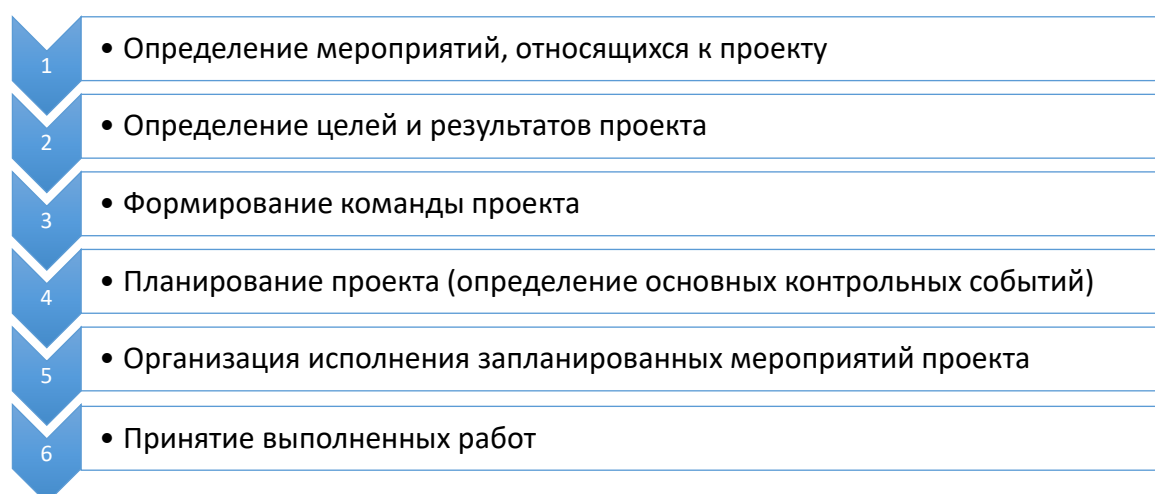 1 • Определение мероприятий, относящихся к проекту
2 • Определение целей и результатов проекта
3 • Формирование команды проекта
4 • Планирование проекта (определение основных контрольных событий)
5 • Организация исполнения запланированных мероприятий проекта
6 • Принятие выполненных работ